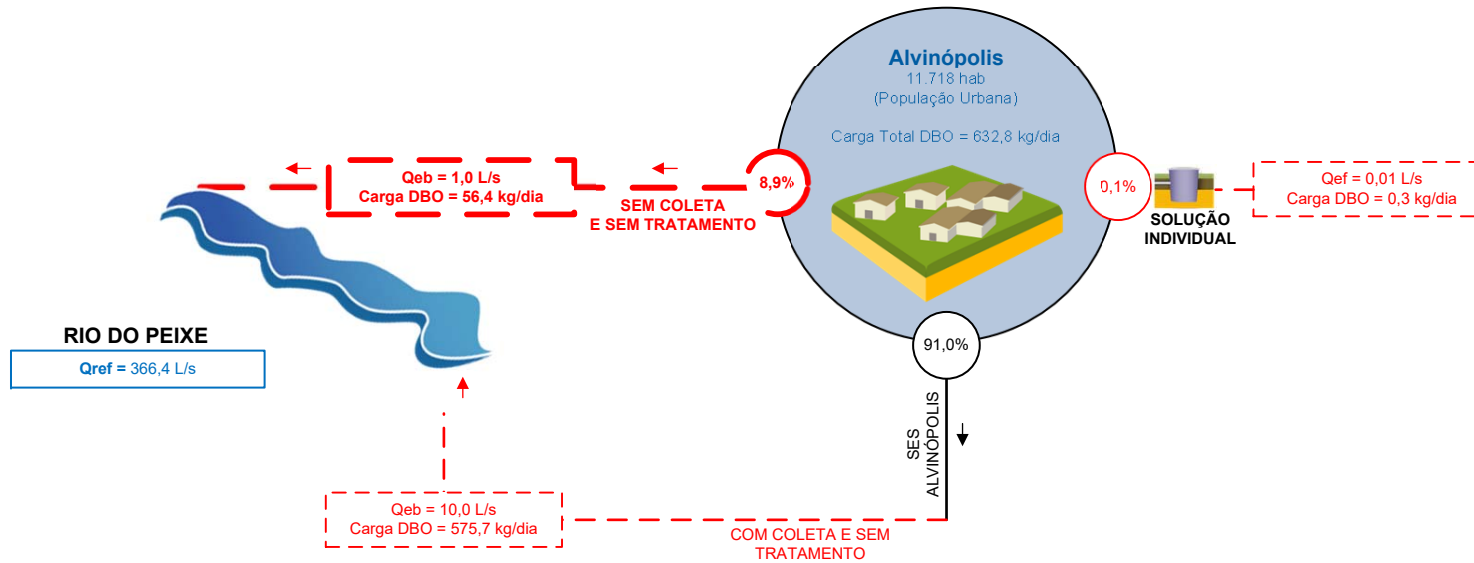 Alvinópolis
11.718 hab
(População Urbana)
Carga Total DBO = 632,8 kg/dia
Qeb = 1,0 L/s
Carga DBO = 56,4 kg/dia
8,9%
SEM COLETA
E SEM TRATAMENTO
0,1%
SOLUÇÃO
INDIVIDUAL
Qef = 0,01 L/s
Carga DBO = 0,3 kg/dia
RIO DO PEIXE
Qref = 366,4 L/s
91,0%
SES
ALVINÓPOLIS
Qeb = 10,0 L/s
Carga DBO = 575,7 kg/dia
COM COLETA E SEM
TRATAMENTO